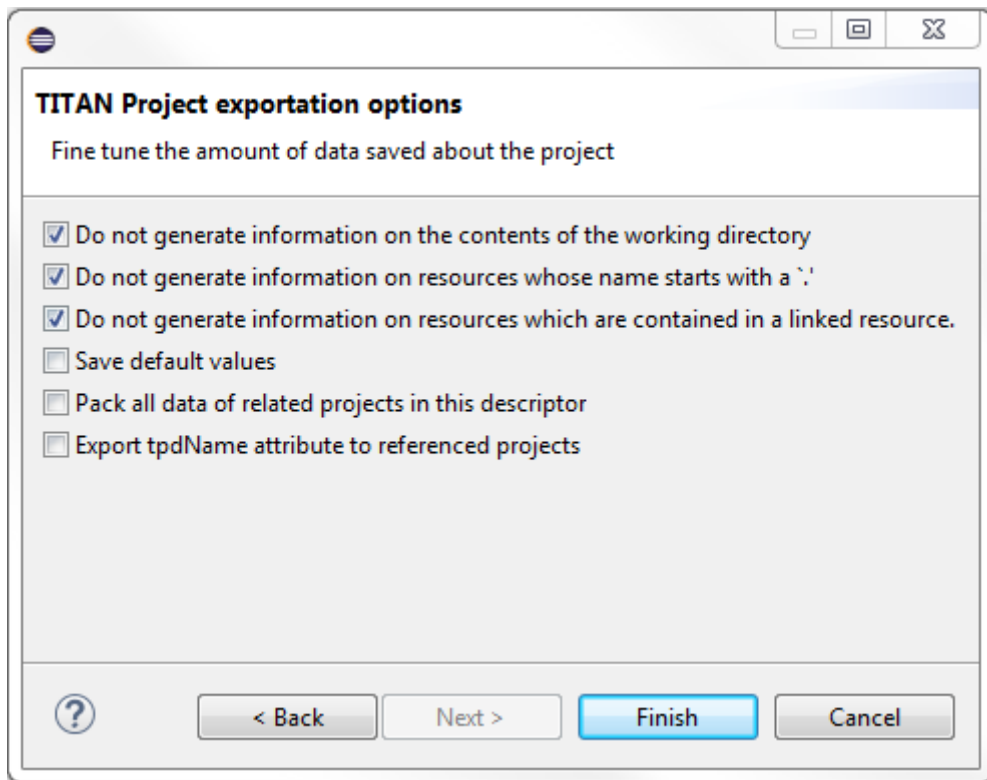 TITAN Project exportation options
Fine tune the amount of data saved about the project
Do not generate information on the contents of the working directory
Do not generate information on resources whose name starts with a `.'
Do not generate information on resources which are contained in a linked resource.
Save default values
Pack all data of related projects in this descriptor
Export tpdName attribute to referenced projects
? < Back Next > Finish Cancel